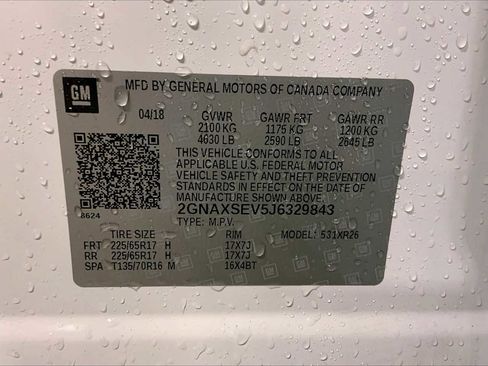 GM
MFD BY GENERAL MOTORS OF CANADA COMPANY
04/18 GVWR GAWR FRT GAWR RR
2100 KG 1175 KG 1200 KG
4630 LB 2590 LB 2645 LB
THIS VEHICLE CONFORMS TO ALL
APPLICABLE U.S. FEDERAL MOTOR
VEHICLE SAFETY AND THEFT PREVENTION
STANDARDS IN EFFECT ON THE DATE OF
MANUFACTURE SHOWN ABOVE.
8624 2GNAXSEV5J6329843
TYPE: M.P.V. MODEL: 531XR26
TIRE SIZE RIM
FRT 225/65R17 H 17X7J
RR 225/65R17 H 17X7J
SPA T135/70R16 M 16X4BT